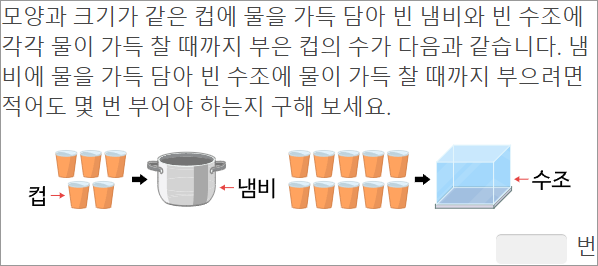 모양과 크기가 같은 컵에 물을 가득 담아 빈 냄비와 빈 수조에
각각 물이 가득 찰 때까지 부은 컵의 수가 다음과 같습니다. 냄
비에 물을 가득 담아 빈 수조에 물이 가득 찰 때까지 부으려면
적어도 몇 번 부어야 하는지 구해 보세요.
컵
냄비
수조
번